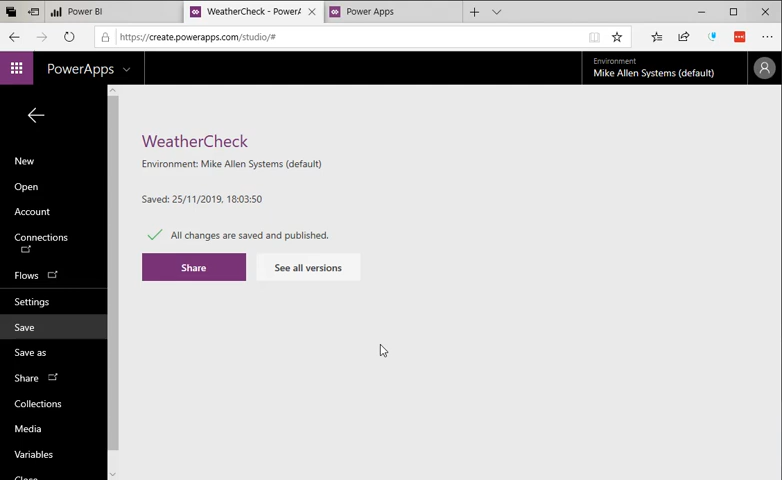 Power BI
WeatherCheck - PowerA
Power Apps
https://create.powerapps.com/studio/#
PowerApps
Environment
Mike Allen Systems (default)
New
Open
Account
Connections
Flows
Settings
Save
Save as
Share
Collections
Media
Variables
Close
WeatherCheck
Environment: Mike Allen Systems (default)
Saved: 25/11/2019, 18:03:50
All changes are saved and published.
Share
See all versions